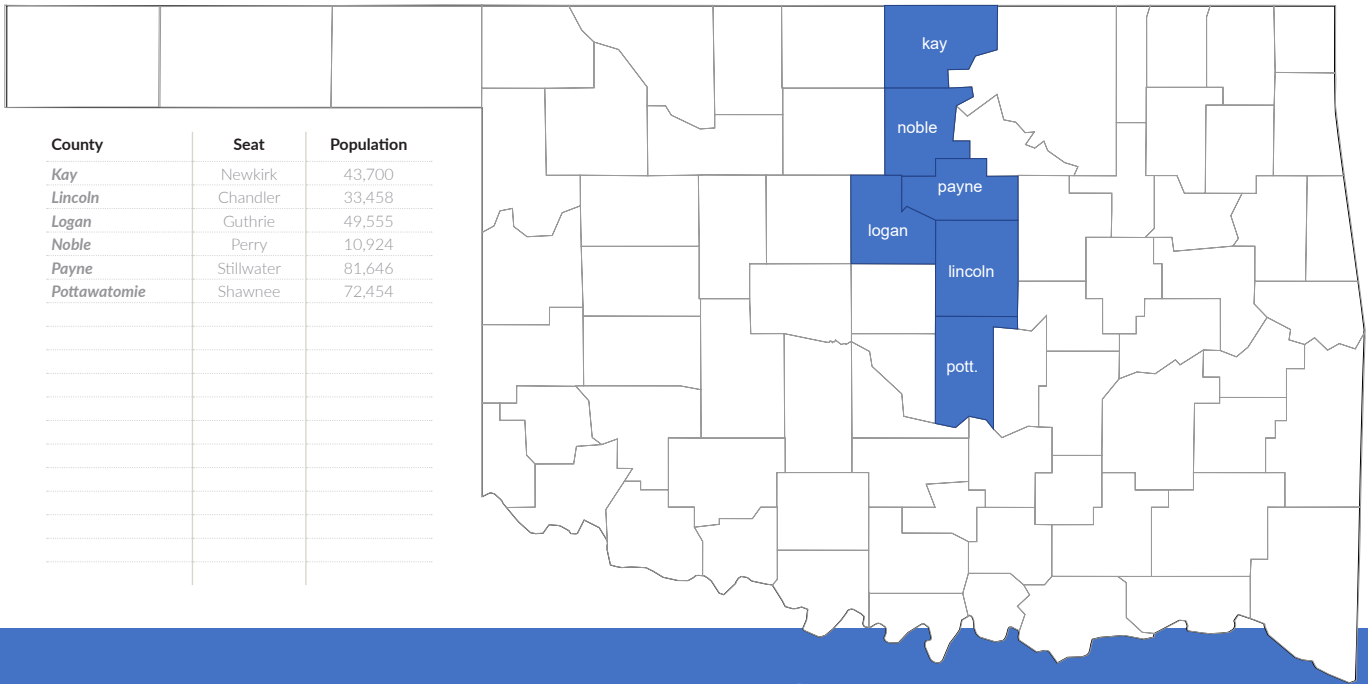 kay
noble
County Seat Population
Kay Newkirk 43,700
payne
Lincoln Chandler 33,458
Logan Guthrie 49,555
logan
Noble Perry 10,924
Payne Stillwater 81,646
lincoln
Pottawatomie Shawnee 72,454
pott.